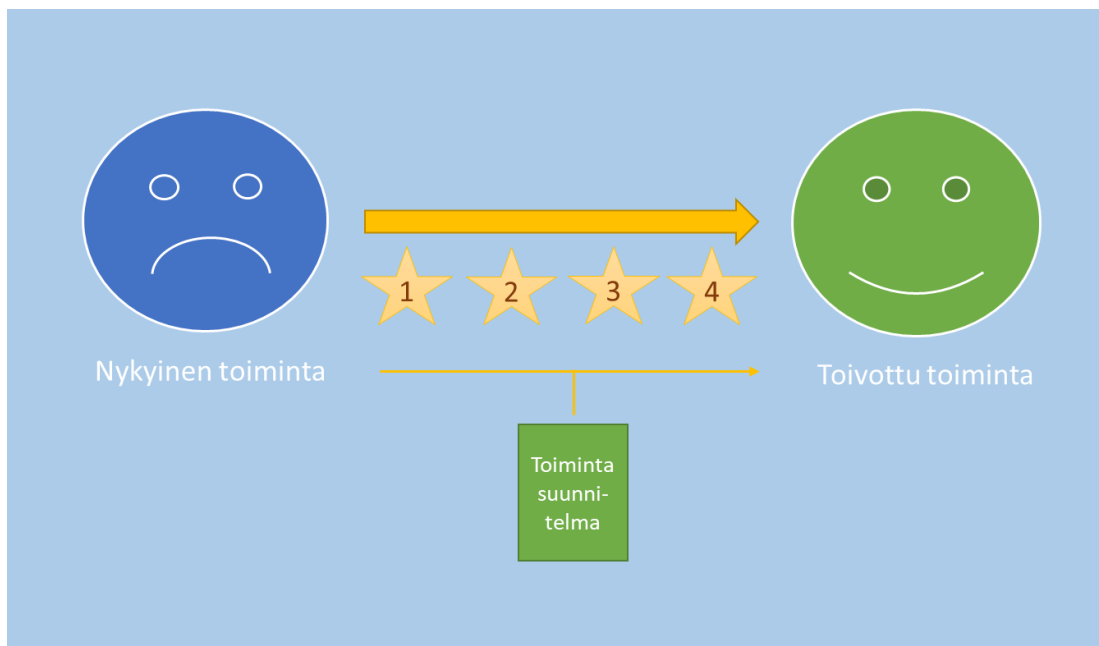 1 2 3 4
Nykyinen toiminta
Toivottu toiminta
Toiminta
suunni-
telma